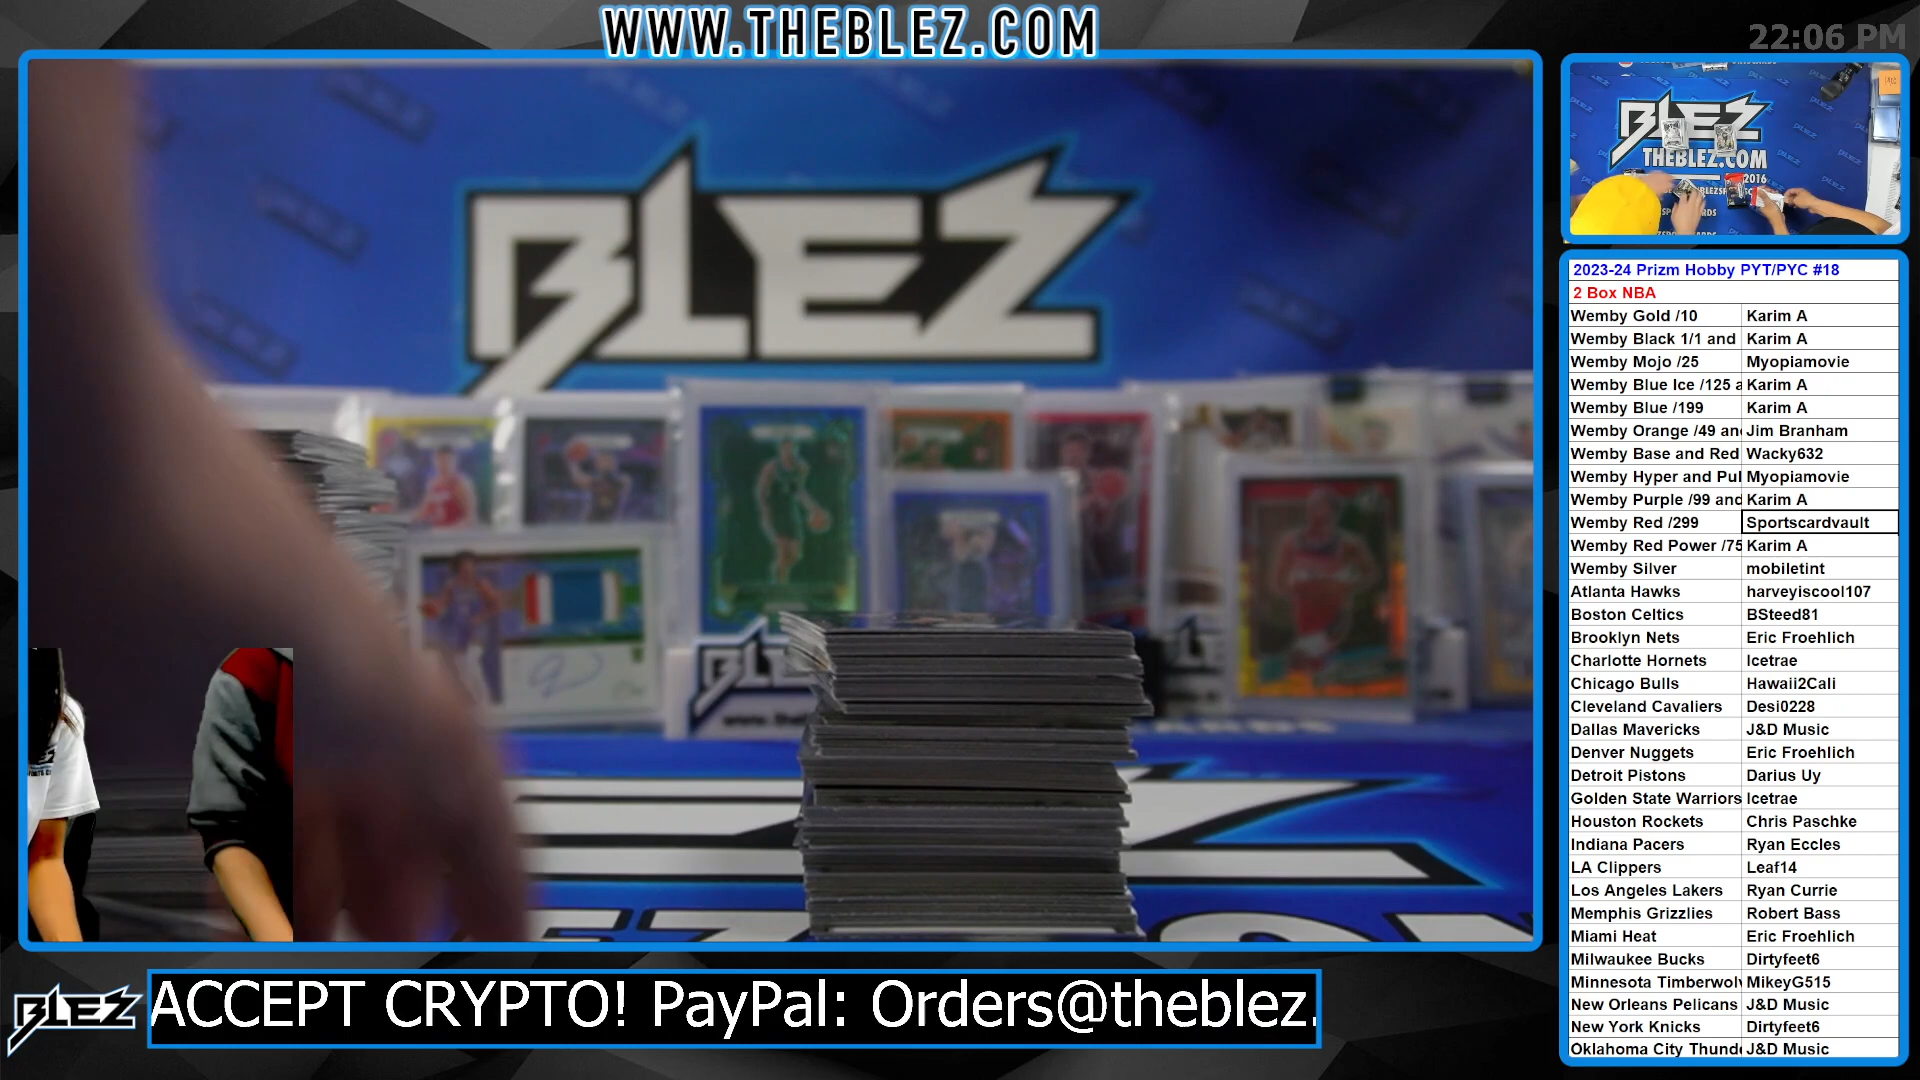 WWW.THEBLEZ.COM
22:06 PM
BLEZ
BLEZ
THEBLEZ.COM
2016
2023-24 Prizm Hobby PYT/PYC #18
2 Box NBA
Wemby Gold /10 Karim A
Wemby Black 1/1 and Karim A
Wemby Mojo /25 Myopiamovie
Wemby Blue Ice /125 a Karim A
Wemby Blue /199 Karim A
Wemby Orange /49 an Jim Branham
Wemby Base and Red Wacky632
Wemby Hyper and Pul Myopiamovie
Wemby Purple /99 and Karim A
Wemby Red /299 Sportscardvault
Wemby Red Power /75 Karim A
Wemby Silver mobiletint
Atlanta Hawks harveyiscool107
Boston Celtics BSteed81
Brooklyn Nets Eric Froehlich
Charlotte Hornets Icetrae
Chicago Bulls Hawaii2Cali
Cleveland Cavaliers Desi0228
Dallas Mavericks J&D Music
Denver Nuggets Eric Froehlich
Detroit Pistons Darius Uy
Golden State Warriors Icetrae
Houston Rockets Chris Paschke
Indiana Pacers Ryan Eccles
LA Clippers Leaf14
Los Angeles Lakers Ryan Currie
Memphis Grizzlies Robert Bass
Miami Heat Eric Froehlich
Milwaukee Bucks Dirtyfeet6
Minnesota Timberwolv MikeyG515
New Orleans Pelicans J&D Music
New York Knicks Dirtyfeet6
Oklahoma City Thund J&D Music
BLEZ
BLEZ
ACCEPT CRYPTO! PayPal: Orders@theblez.